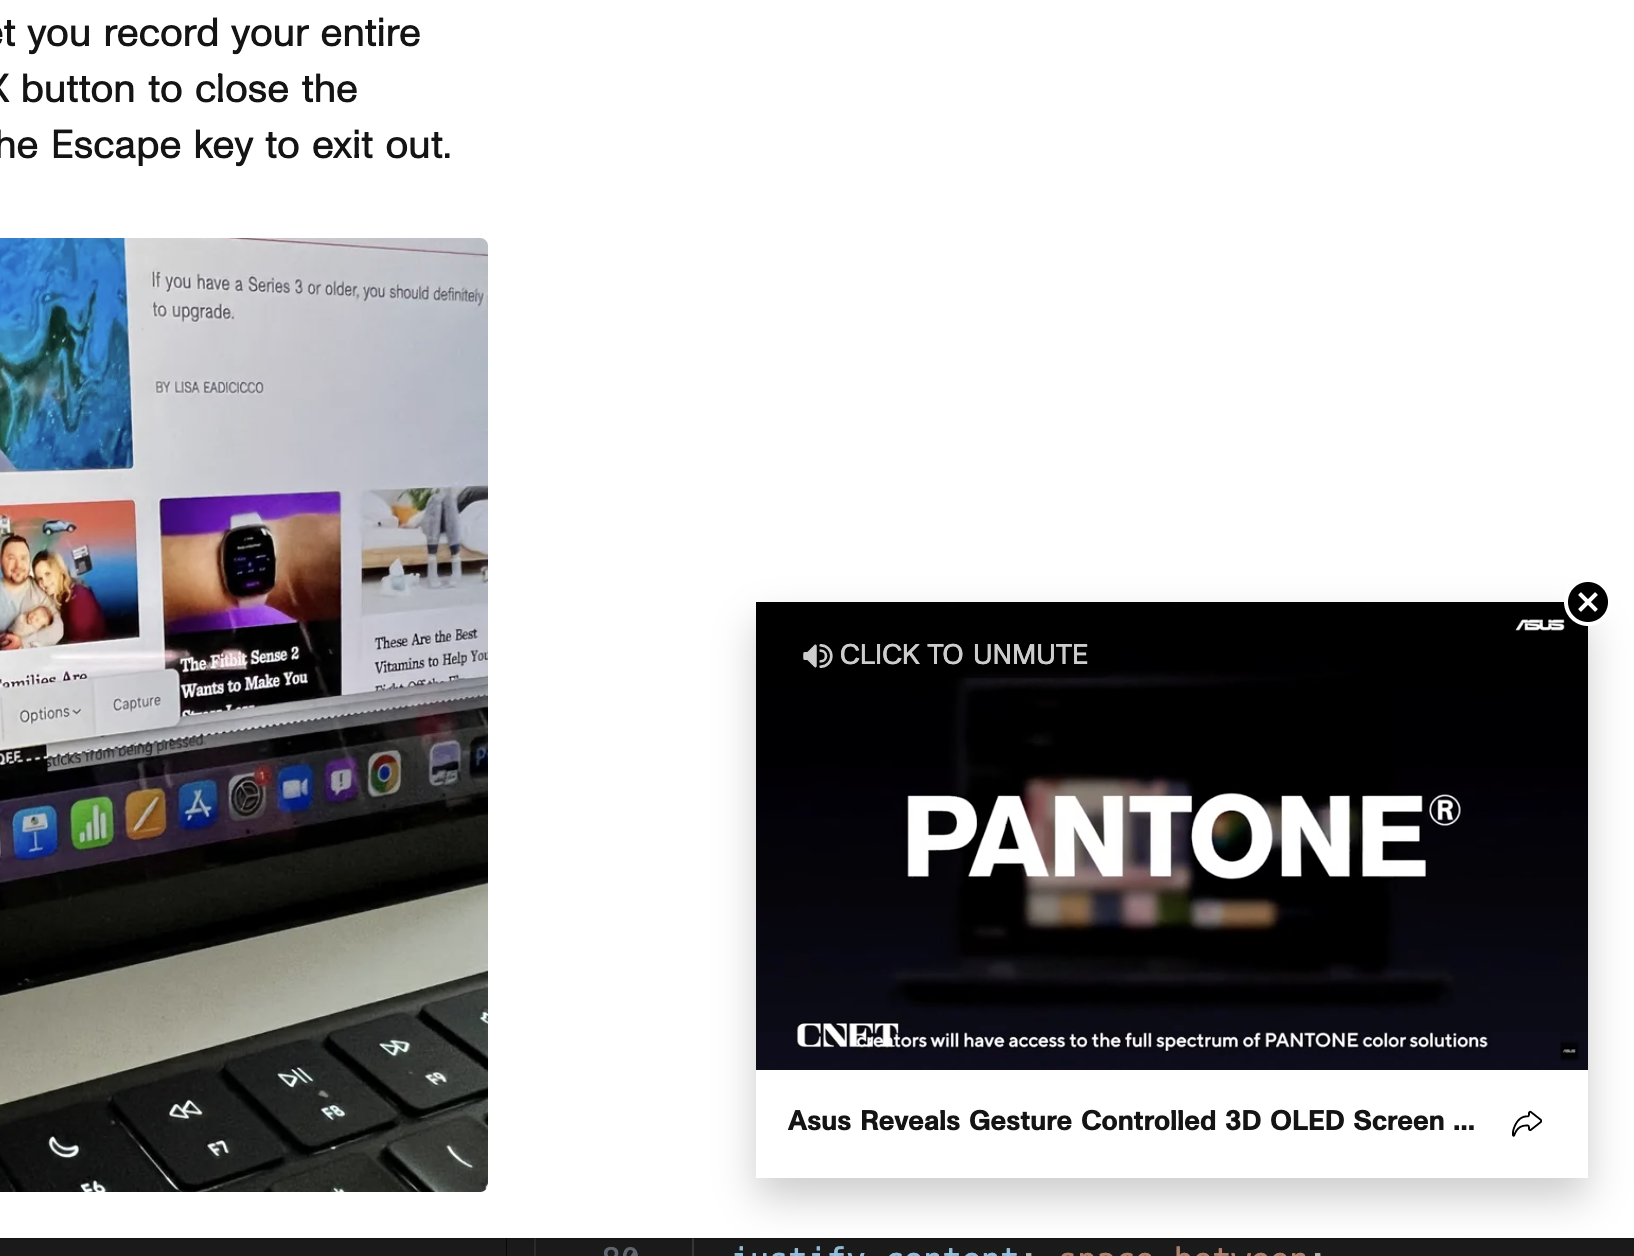 et you record your entire
X button to close the
he Escape key to exit out.
If you have a Series 3 or older, you should definitely
to upgrade.
BY LISA EADICICCO
The Fitbit Sense 2
Wants to Make You
These Are the Best
Vitamins to Help You
Families Are
Options
Capture
sticks from being pressed
F6
F7
F8
F9
ASUS
CLICK TO UNMUTE
PANTONE®
CNET
creators will have access to the full spectrum of PANTONE color solutions
Asus Reveals Gesture Controlled 3D OLED Screen ...
80
justify-content: space-between;